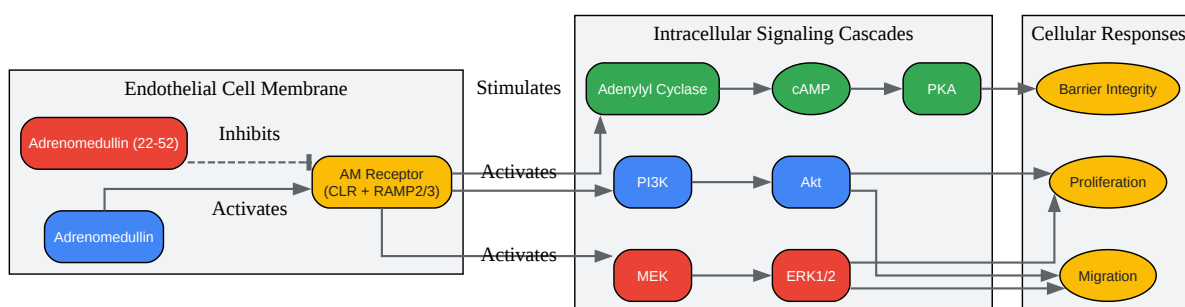 Intracellular Signaling Cascades
Cellular Responses
Endothelial Cell Membrane
Stimulates
Adenylyl Cyclase
cAMP
PKA
Barrier Integrity
Adrenomedullin (22-52)
Inhibits
AM Receptor
(CLR + RAMP2/3)
Activates
PI3K
Akt
Proliferation
Activates
Adrenomedullin
Activates
MEK
ERK1/2
Migration